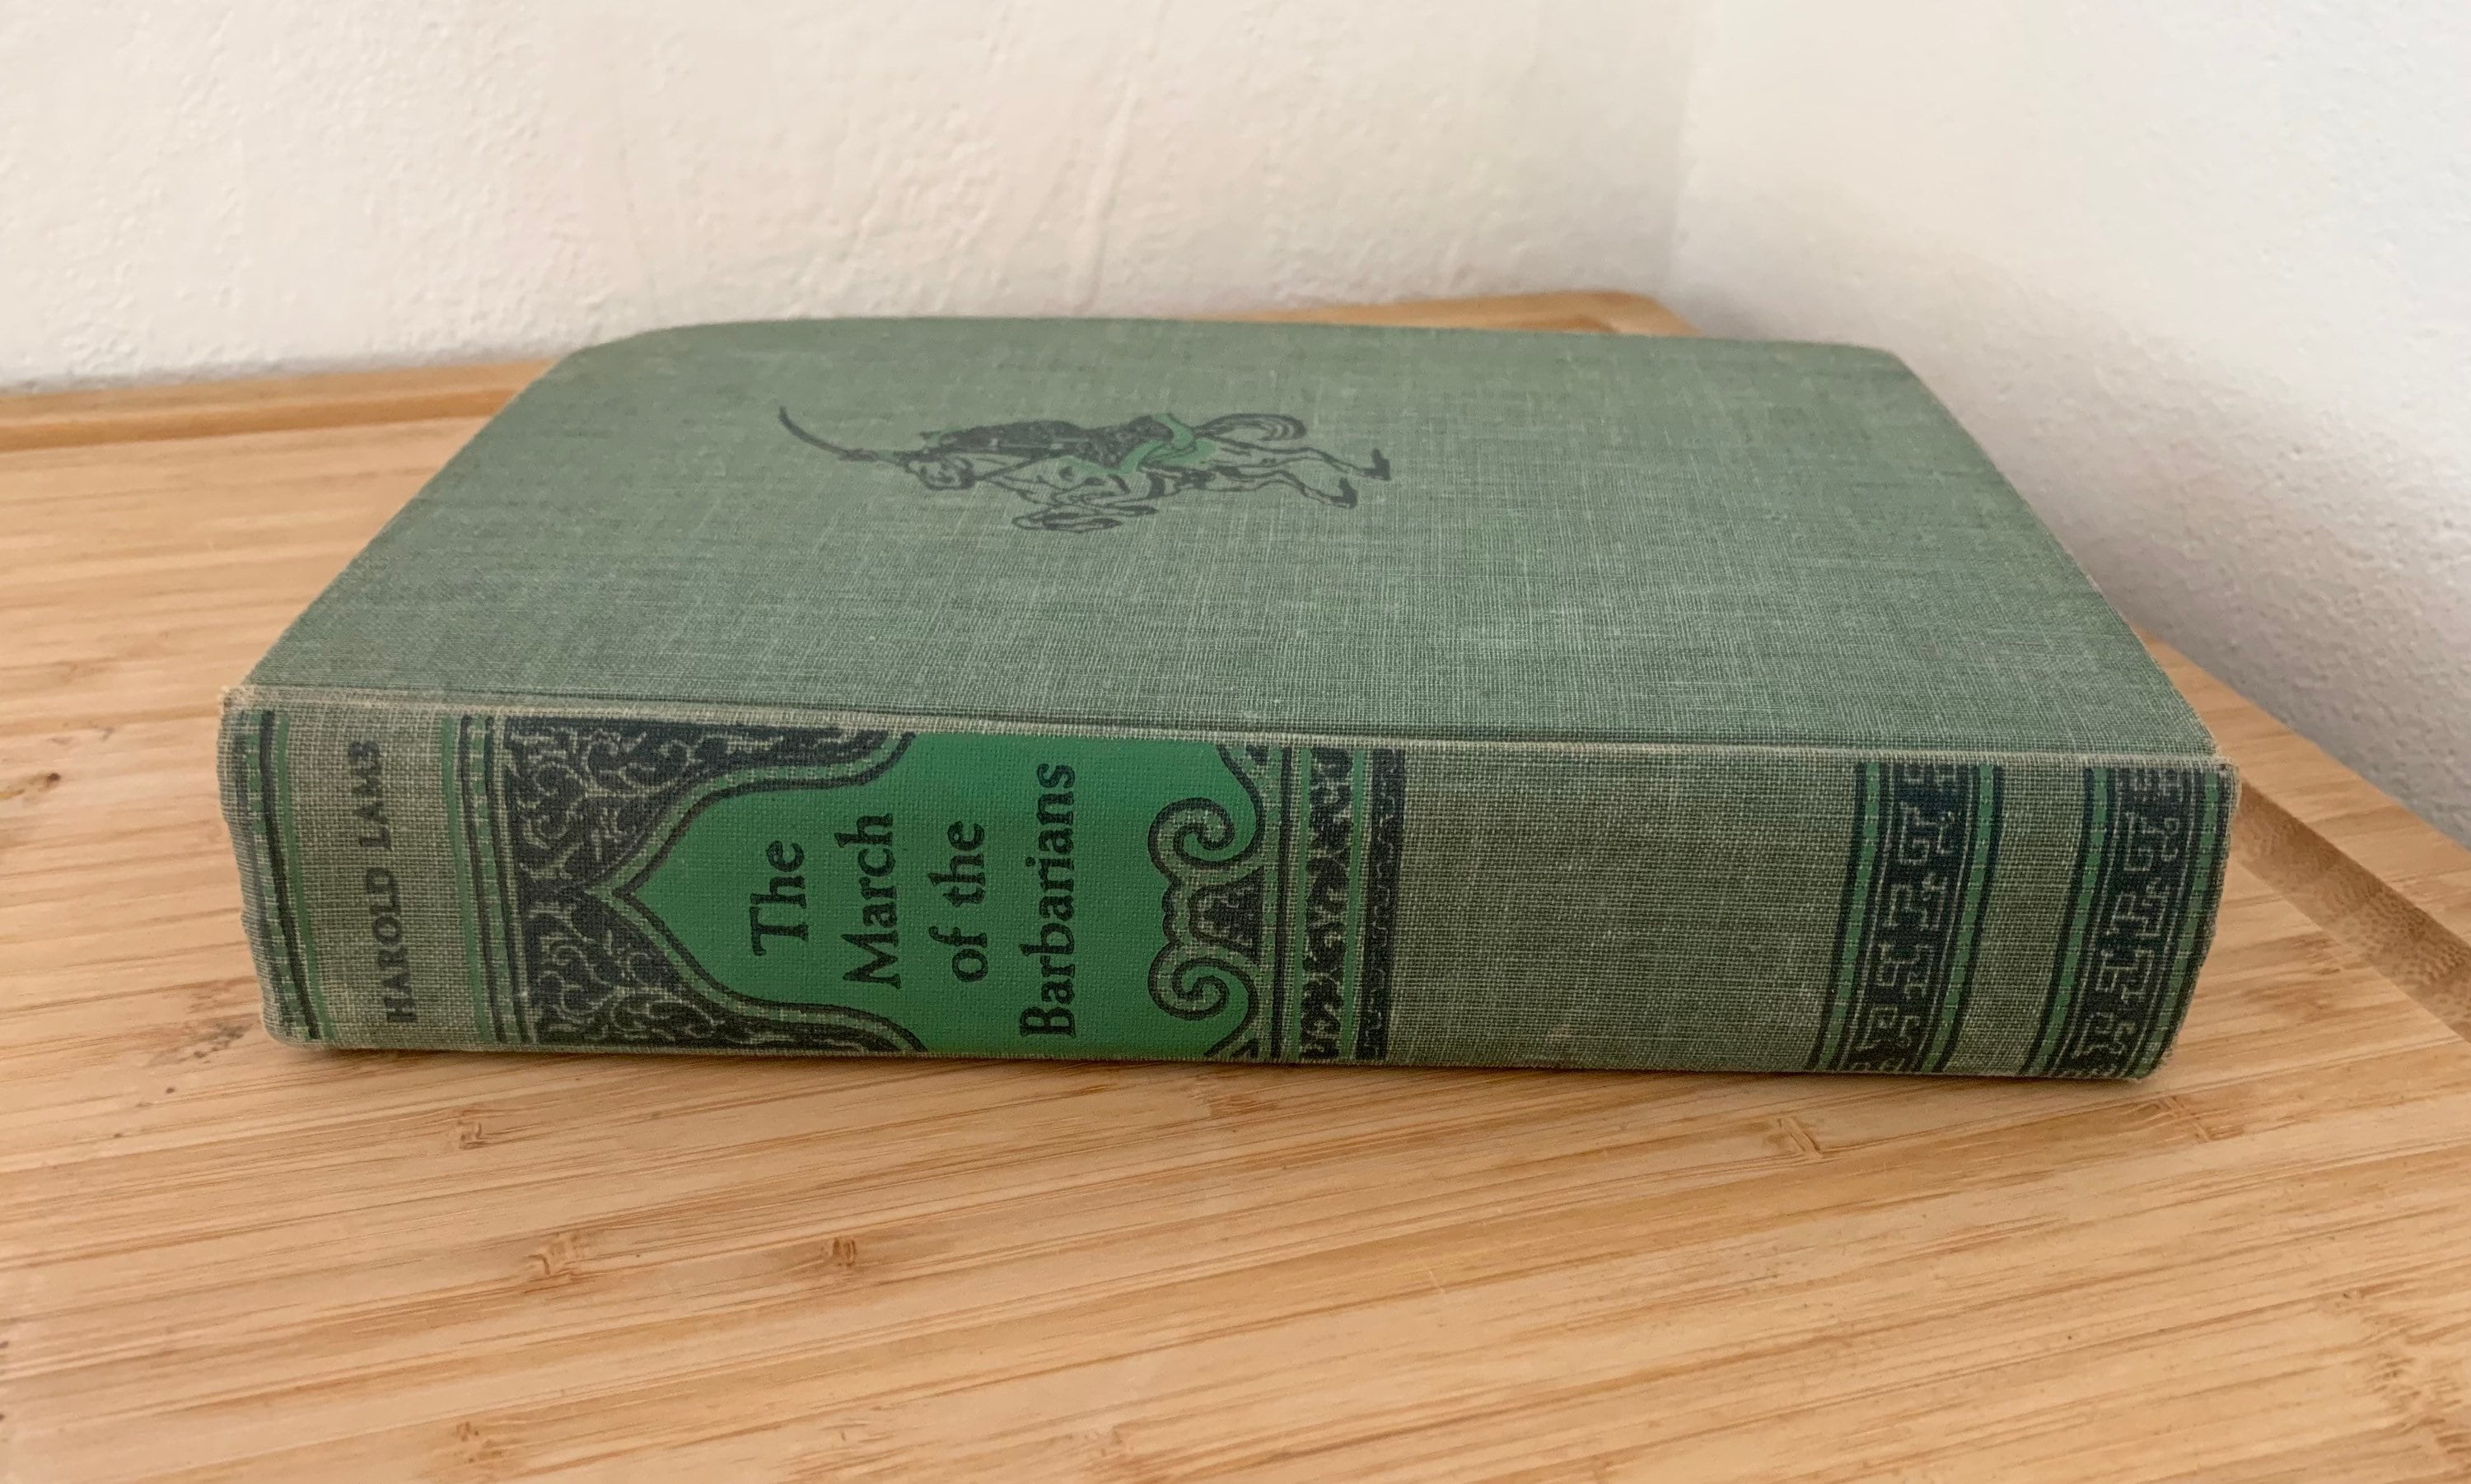 HAROLD LAMB
The
March
of the
Barbarians